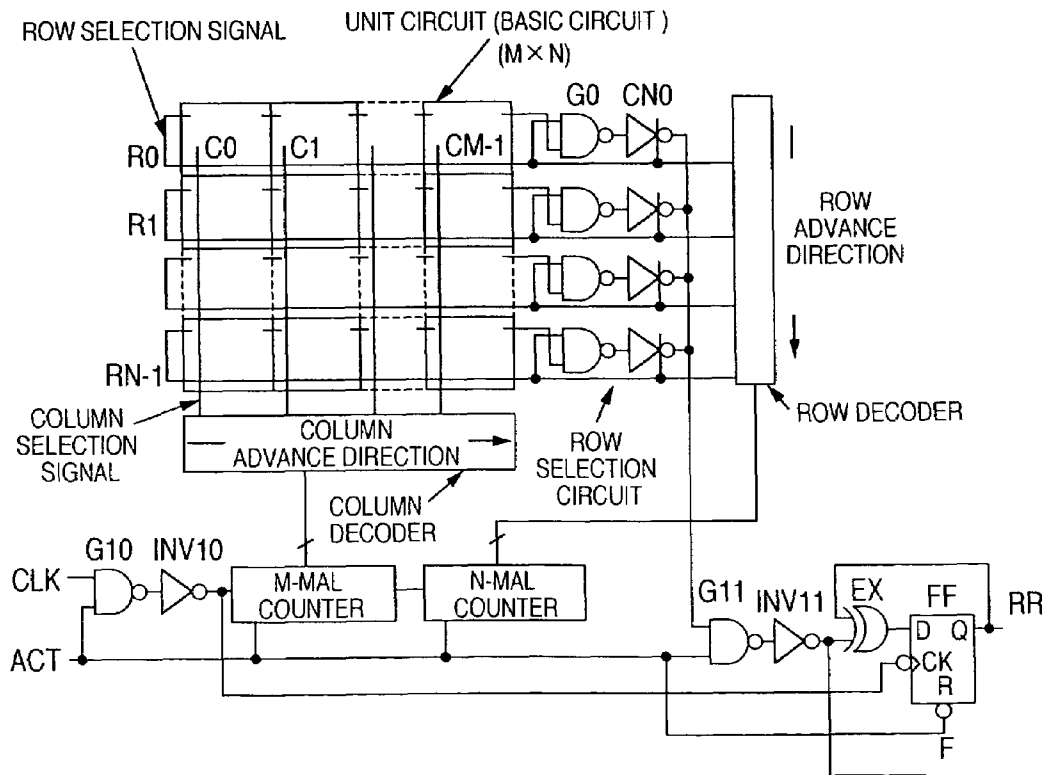 ROW SELECTION SIGNAL
UNIT CIRCUIT (BASIC CIRCUIT )
(M × N)
G0
CN0
R0
C0
C1
CM-1
R1
ROW
ADVANCE
DIRECTION
RN-1
COLUMN
SELECTION
SIGNAL
COLUMN
ADVANCE DIRECTION
ROW
SELECTION
CIRCUIT
ROW DECODER
COLUMN
DECODER
G10
INV10
CLK
M-MAL
COUNTER
N-MAL
COUNTER
G11
INV11
EX
FF
RR
D
Q
CK
R
ACT
F